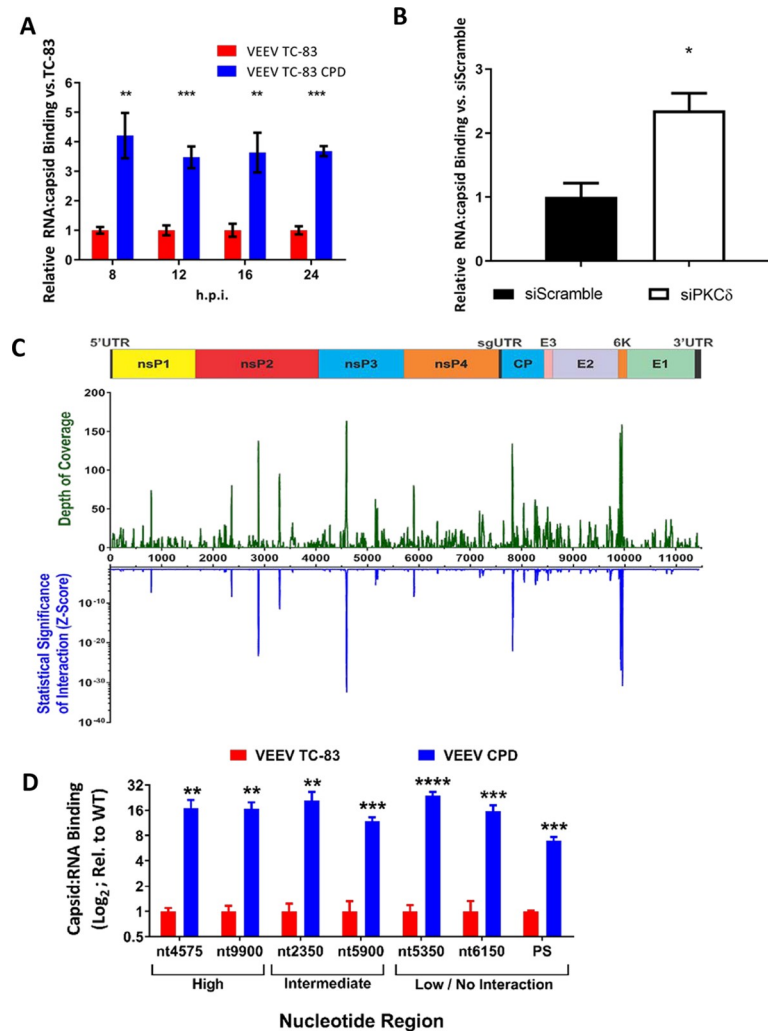 A
VEEV TC-83
VEEV TC-83 CPD
Relative RNA:capsid Binding vs.TC-83
6
5
4
3
2
1
0
** *** ** ***
8 12 16 24
h.p.i.
B
Relative RNA:capsid Binding vs. siScramble
3
2
1
0
*
siScramble siPKCδ
C
5'UTR sgUTR E3 6K 3'UTR
nsP1 nsP2 nsP3 nsP4 CP E2 E1
Depth of Coverage
200
150
100
50
0
0 1000 2000 3000 4000 5000 6000 7000 8000 9000 10000 11000
Statistical Significance
of Interaction (Z-Score)
10-10
10-20
10-30
10-40
VEEV TC-83 VEEV CPD
D
Capsid:RNA Binding
(Log2 ; Rel. to WT)
32
16
8
4
2
1
0.5
** ** ** *** **** *** ***
nt4575 nt9900 nt2350 nt5900 nt5350 nt6150 PS
High Intermediate Low / No Interaction
Nucleotide Region